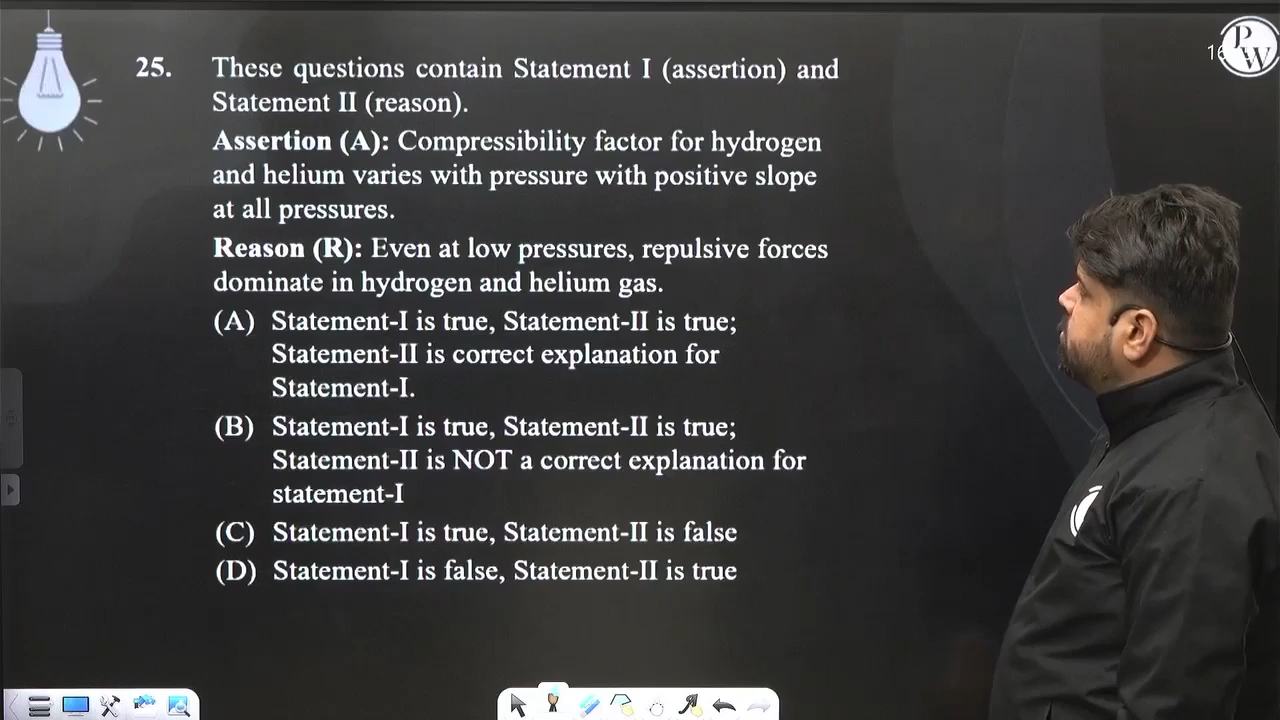 25. These questions contain Statement I (assertion) and
Statement II (reason).
Assertion (A): Compressibility factor for hydrogen
and helium varies with pressure with positive slope
at all pressures.
Reason (R): Even at low pressures, repulsive forces
dominate in hydrogen and helium gas.
(A) Statement-I is true, Statement-II is true;
Statement-II is correct explanation for
Statement-I.
(B) Statement-I is true, Statement-II is true;
Statement-II is NOT a correct explanation for
statement-I
(C) Statement-I is true, Statement-II is false
(D) Statement-I is false, Statement-II is true
PW